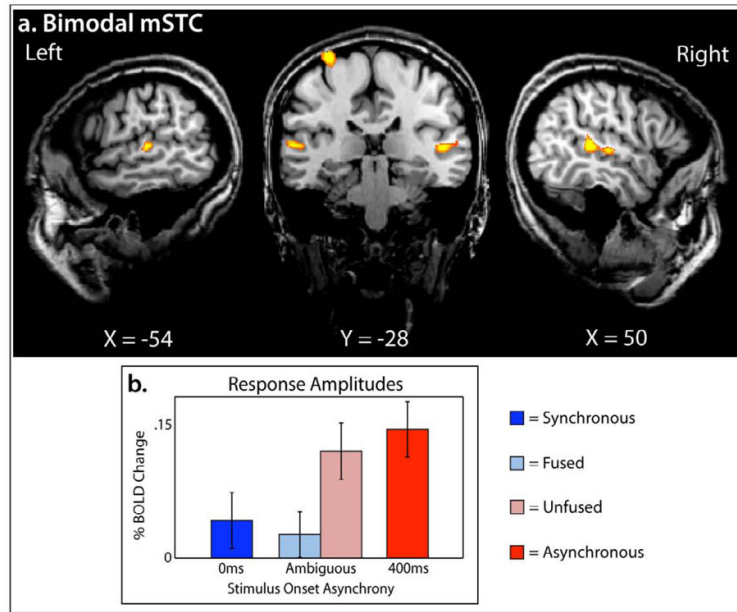 a. Bimodal mSTC
Left
Right
X = -54
Y = -28
X = 50
b.
Response Amplitudes
% BOLD Change
.15
0
0ms
Ambiguous
400ms
Stimulus Onset Asynchrony
= Synchronous
= Fused
= Unfused
= Asynchronous